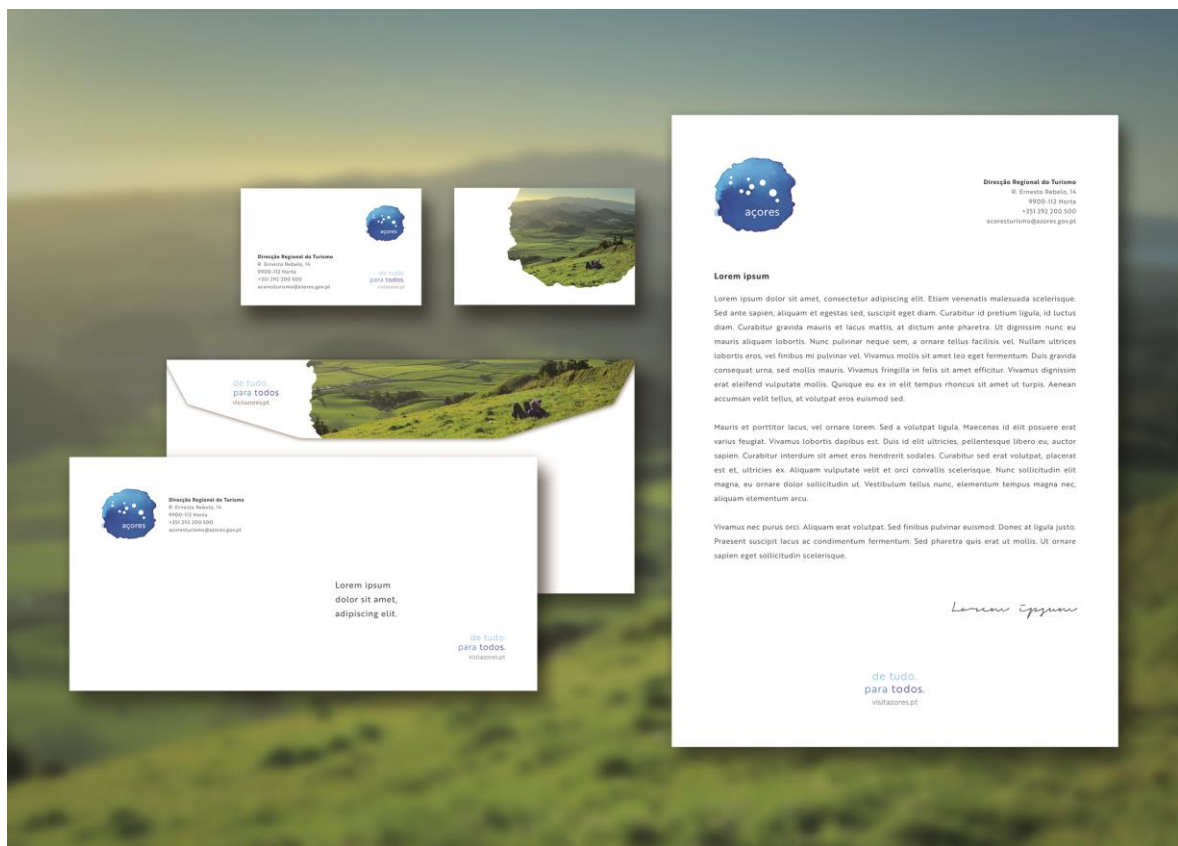 açores
Direcção Regional do Turismo
R. Ernesto Rebelo, 14
9900-112 Horta
+351 292 200 500
acoresturismo@azores.gov.pt
de tudo.
para todos.
visitazores.pt
de tudo.
para todos
visitazores.pt
açores
Direcção Regional do Turismo
R. Ernesto Rebelo, 14
9900-112 Horta
+351 292 200 500
acoresturismo@azores.gov.pt
Lorem ipsum
dolor sit amet,
adipiscing elit.
de tudo.
para todos.
visitazores.pt
açores
Direcção Regional do Turismo
R. Ernesto Rebelo, 14
9900-112 Horta
+351 292 200 500
acoresturismo@azores.gov.pt
Lorem ipsum
Lorem ipsum dolor sit amet, consectetur adipiscing elit. Etiam venenatis malesuada scelerisque.
Sed ante sapien, aliquam et egestas sed, suscipit eget diam. Curabitur id pretium ligula, id luctus
diam. Curabitur gravida mauris et lacus mattis, at dictum ante pharetra. Ut dignissim nunc eu
mauris aliquam lobortis. Nunc pulvinar neque sem, a ornare tellus facilisis vel. Nullam ultrices
lobortis eros, vel finibus mi pulvinar vel. Vivamus mollis sit amet leo eget fermentum. Duis gravida
consequat urna, sed mollis mauris. Vivamus fringilla in felis sit amet efficitur. Vivamus dignissim
erat eleifend vulputate mollis. Quisque eu ex in elit tempus rhoncus sit amet ut turpis. Aenean
accumsan velit tellus, at volutpat eros euismod sed.
Mauris et porttitor lacus, vel ornare lorem. Sed a volutpat ligula. Maecenas id elit posuere erat
varius feugiat. Vivamus lobortis dapibus est. Duis id elit ultricies, pellentesque libero eu, auctor
sapien. Curabitur interdum sit amet eros hendrerit sodales. Curabitur sed erat volutpat, placerat
est et, ultricies ex. Aliquam vulputate velit et orci convallis scelerisque. Nunc sollicitudin elit
magna, eu ornare dolor sollicitudin ut. Vestibulum tellus nunc, elementum tempus magna nec,
aliquam elementum arcu.
Vivamus nec purus orci. Aliquam erat volutpat. Sed finibus pulvinar euismod. Donec at ligula justo.
Praesent suscipit lacus ac condimentum fermentum. Sed pharetra quis erat ut mollis. Ut ornare
sapien eget sollicitudin scelerisque.
Lorem ipsum
de tudo.
para todos.
visitazores.pt